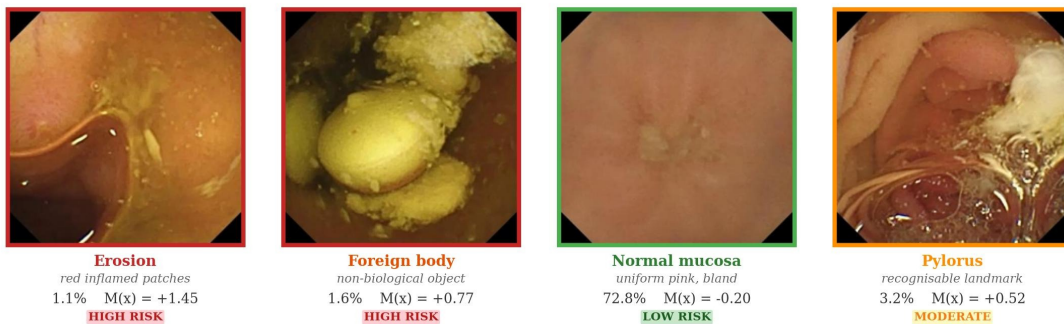 Erosion
red inflamed patches
1.1% M(x) = +1.45
HIGH RISK
Foreign body
non-biological object
1.6% M(x) = +0.77
HIGH RISK
Normal mucosa
uniform pink, bland
72.8% M(x) = -0.20
LOW RISK
Pylorus
recognisable landmark
3.2% M(x) = +0.52
MODERATE